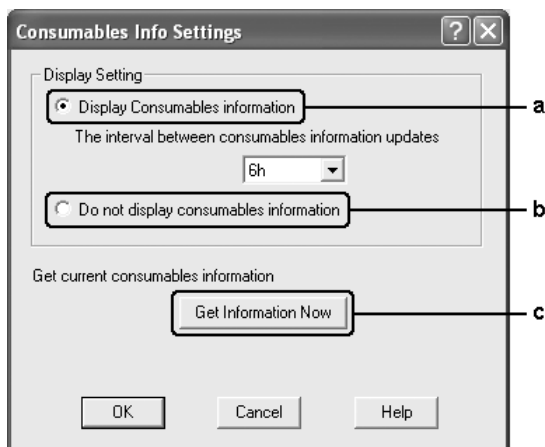 Consumables Info Settings
Display Setting
Display Consumables information
a
The interval between consumables information updates
6h
Do not display consumables information
b
Get current consumables information
Get Information Now
c
OK Cancel Help